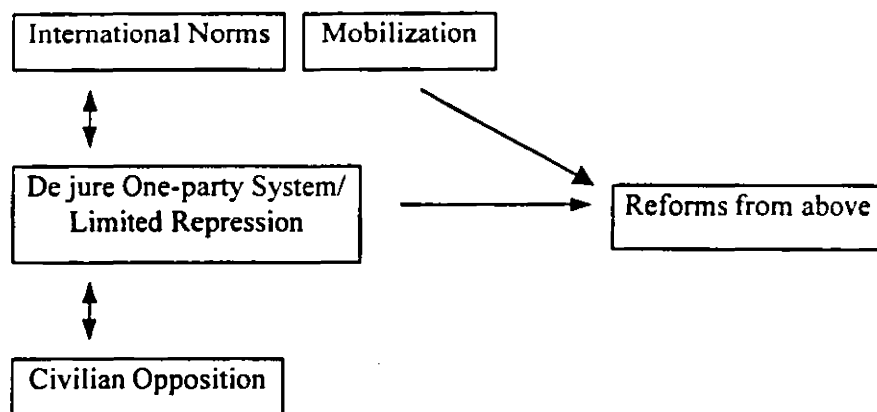 International Norms
Mobilization
De jure One-party System/
Limited Repression
Reforms from above
Civilian Opposition